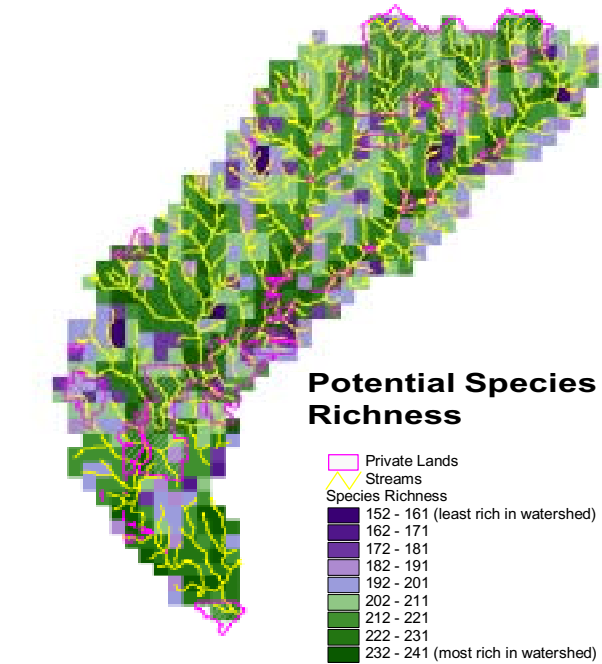 Potential Species
Richness
Private Lands
Streams
Species Richness
152 - 161 (least rich in watershed)
162 - 171
172 - 181
182 - 191
192 - 201
202 - 211
212 - 221
222 - 231
232 - 241 (most rich in watershed)